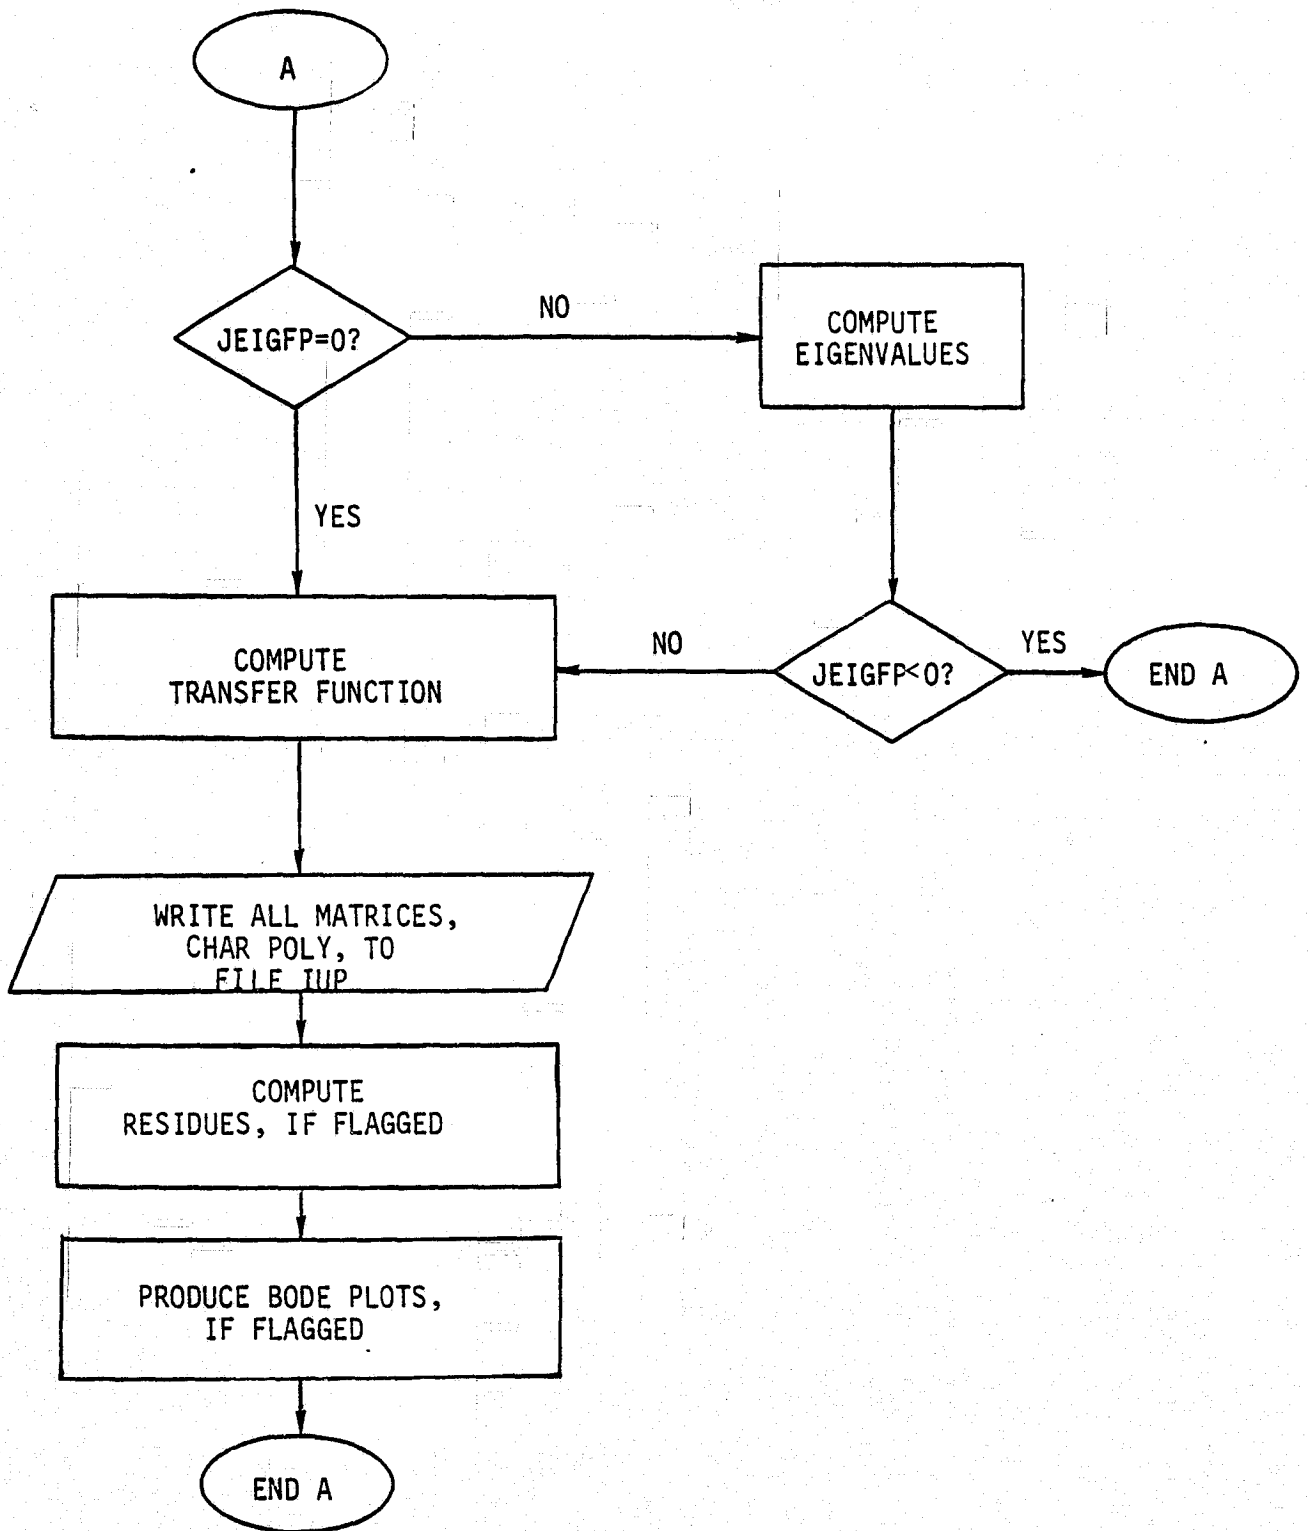 A
JEIGFP=0?
NO
COMPUTE
EIGENVALUES
YES
COMPUTE
TRANSFER FUNCTION
NO
JEIGFP<0?
YES
END A
WRITE ALL MATRICES,
CHAR POLY, TO
FILE IUP
COMPUTE
RESIDUES, IF FLAGGED
PRODUCE BODE PLOTS,
IF FLAGGED
END A